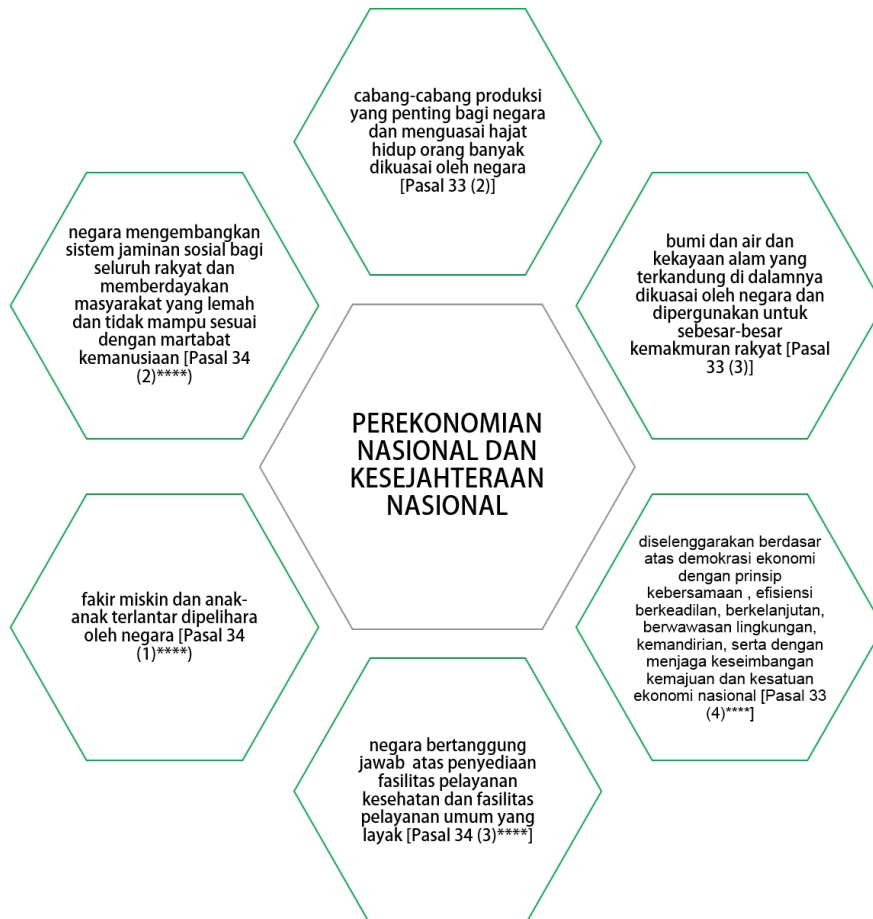 cabang-cabang produksi
yang penting bagi negara
dan menguasai hajat
hidup orang banyak
dikuasai oleh negara
[Pasal 33 (2)]
bumi dan air dan
kekayaan alam yang
terkandung di dalamnya
dikuasai oleh negara dan
dipergunakan untuk
sebesar-besar
kemakmuran rakyat [Pasal
33 (3)]
diselenggarakan berdasar
atas demokrasi ekonomi
dengan prinsip
kebersamaan , efisiensi
berkeadilan, berkelanjutan,
berwawasan lingkungan,
kemandirian, serta dengan
menjaga keseimbangan
kemajuan dan kesatuan
ekonomi nasional [Pasal 33
(4)****]
negara bertanggung
jawab  atas penyediaan
fasilitas pelayanan
kesehatan dan fasilitas
pelayanan umum yang
layak [Pasal 34 (3)****]
fakir miskin dan anak-
anak terlantar dipelihara
oleh negara [Pasal 34
(1)****)
negara mengembangkan
sistem jaminan sosial bagi
seluruh rakyat dan
memberdayakan
masyarakat yang lemah
dan tidak mampu sesuai
dengan martabat
kemanusiaan [Pasal 34
(2)****)
PEREKONOMIAN
NASIONAL DAN
KESEJAHTERAAN
NASIONAL